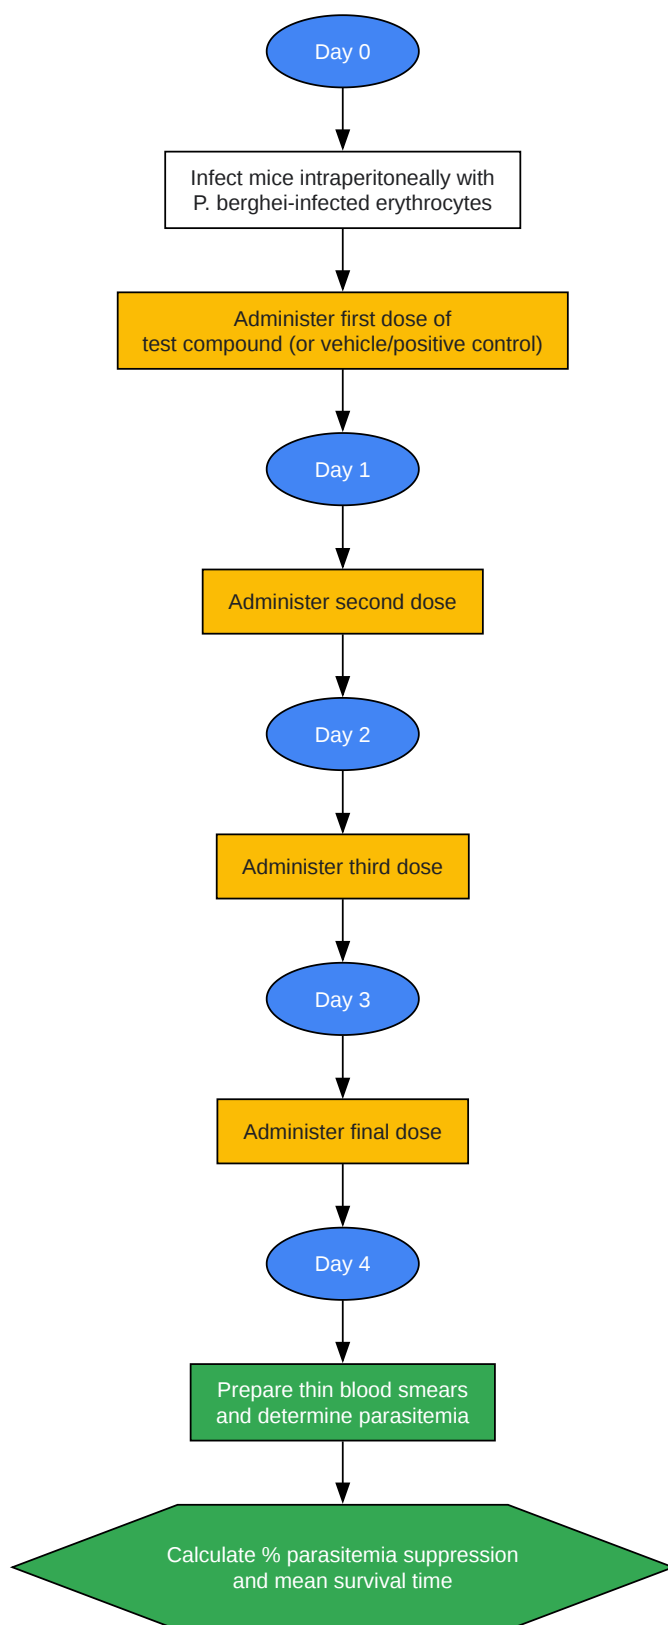 Day 0
Infect mice intraperitoneally with
P. berghei-infected erythrocytes
Administer first dose of
test compound (or vehicle/positive control)
Day 1
Administer second dose
Day 2
Administer third dose
Day 3
Administer final dose
Day 4
Prepare thin blood smears
and determine parasitemia
Calculate % parasitemia suppression
and mean survival time